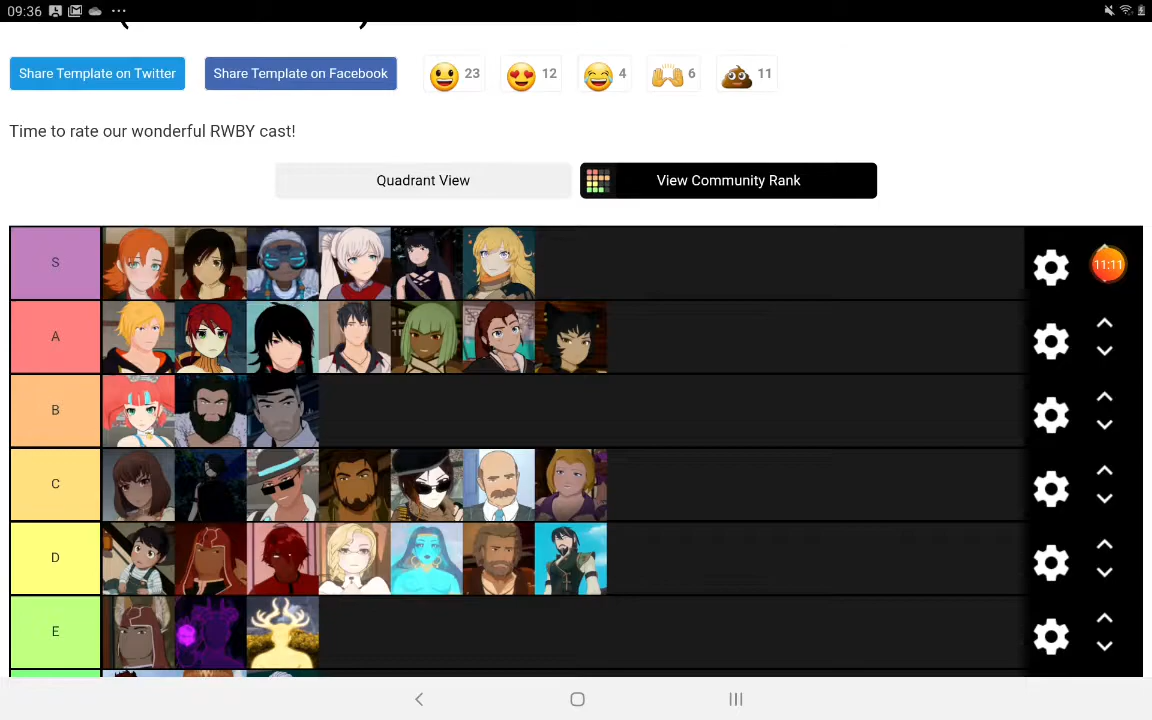 09:36
Share Template on Twitter
Share Template on Facebook
23
12
4
6
11
Time to rate our wonderful RWBY cast!
Quadrant View
View Community Rank
S
11:11
A
B
C
D
E